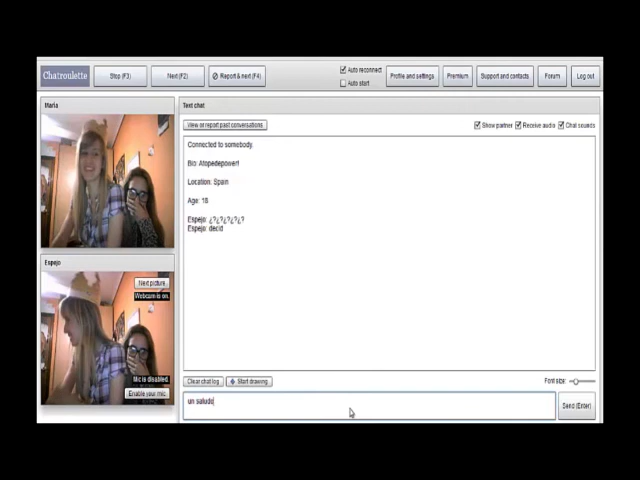 Chatroulette
Stop (F3)
Next (F2)
Report & next (F4)
Auto reconnect
Auto start
Profile and settings
Premium
Support and contacts
Forum
Log out
Maria
Text chat
View or report past conversations
Show partner
Receive audio
Chat sounds
Connected to somebody.
Bio: Atopedepower!
Location: Spain
Age: 18
Espejo: ¿?¿?¿?¿?¿?
Espejo: decid
Espejo
Next picture
Webcam is on.
Mic is disabled.
Enable your mic.
Clear chat log
Start drawing
Font size:
un saludo
Send (Enter)